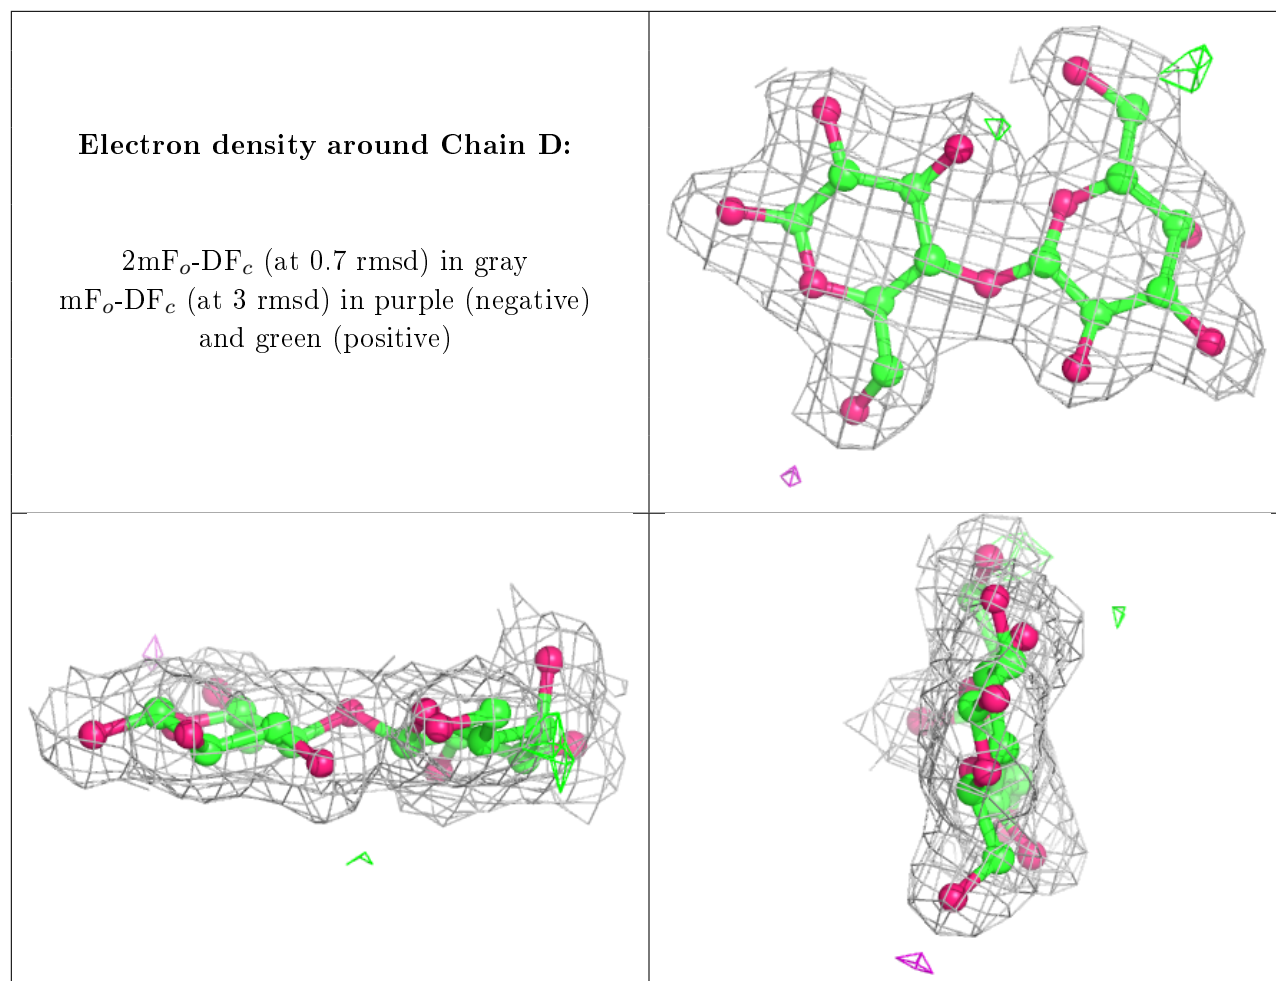 Electron density around Chain D:
2mFₒ-DF𝒸 (at 0.7 rmsd) in gray
mFₒ-DF𝒸 (at 3 rmsd) in purple (negative)
and green (positive)